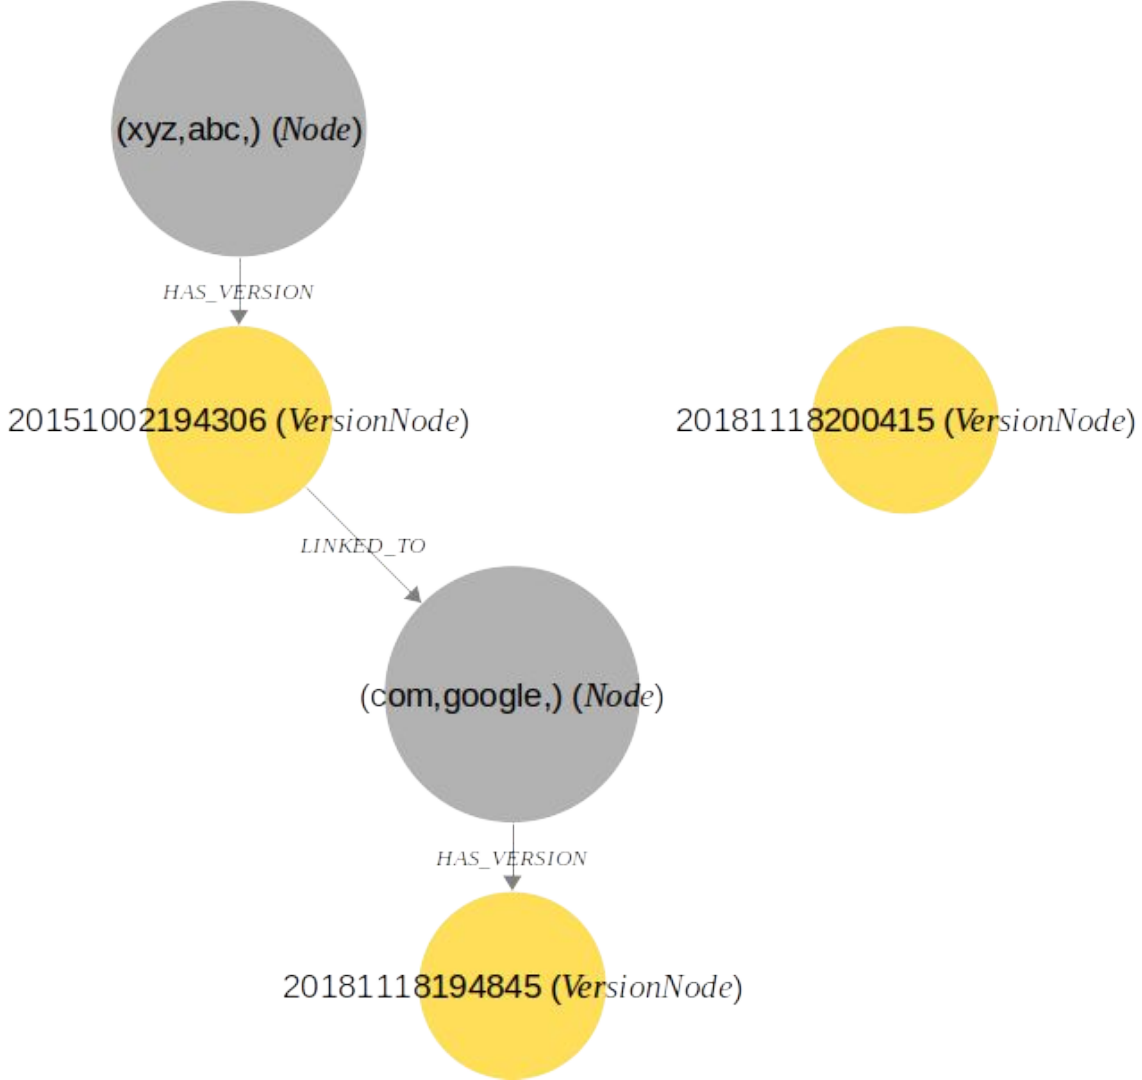 (xyz,abc,) (Node)
HAS_VERSION
20151002194306 (VersionNode)
20181118200415 (VersionNode)
LINKED_TO
(com,google,) (Node)
HAS_VERSION
20181118194845 (VersionNode)